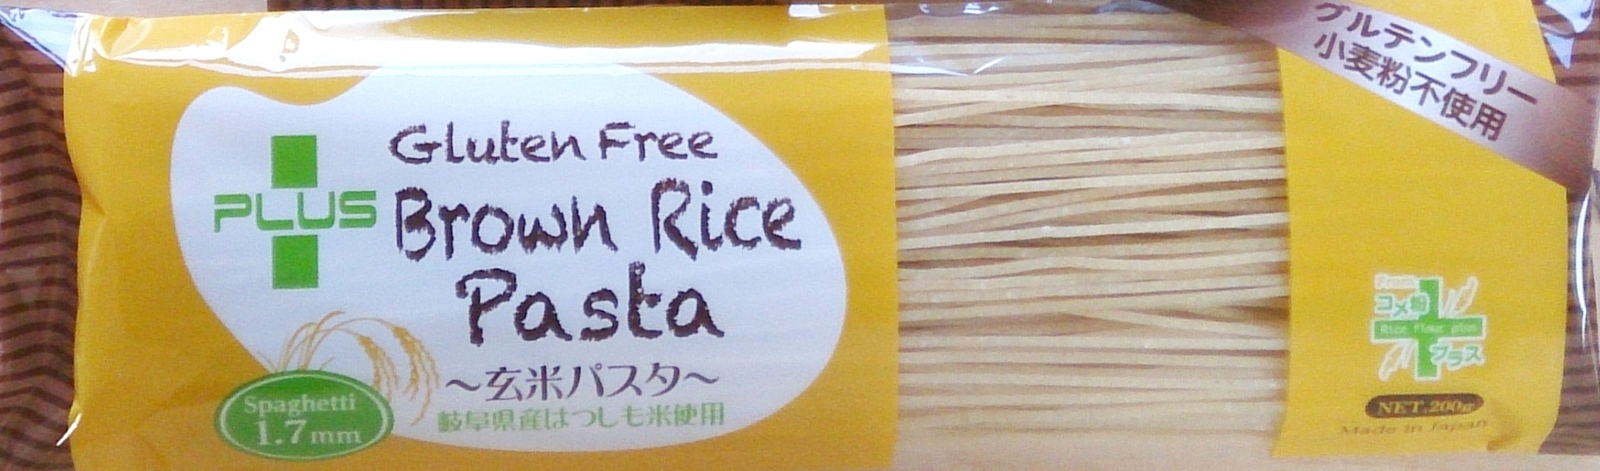 PLUS
Gluten Free
Brown Rice
Pasta
～玄米パスタ～
岐阜県産はつしも米使用
Spaghetti
1.7mm
グルテンフリー
小麦粉不使用
From
コメ粉
Rice flour plus
プラス
NET.200gr
Made in Japan